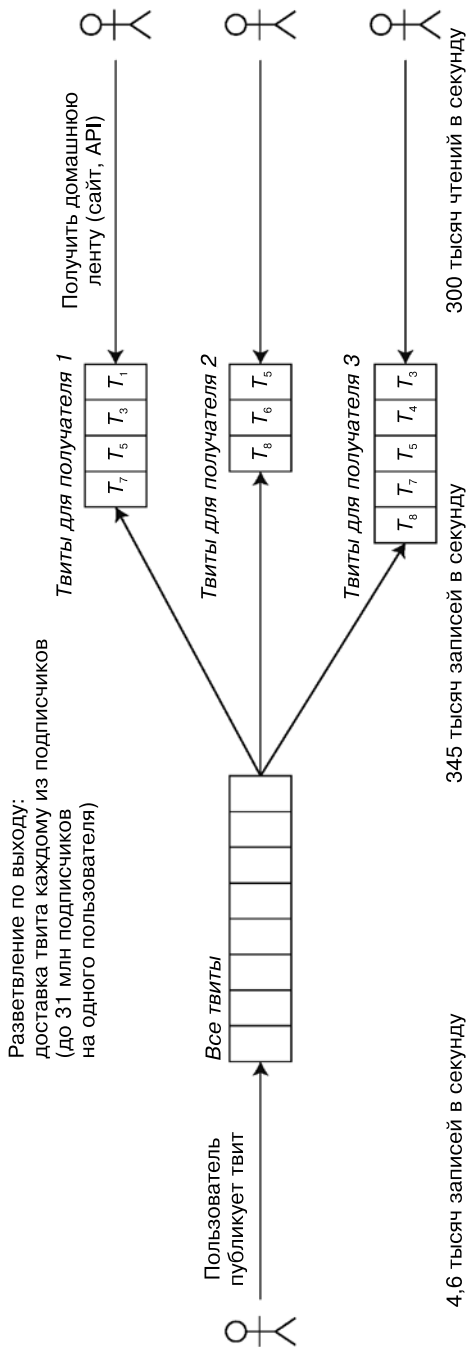 Разветвление по выходу:
доставка твита каждому из подписчиков
(до 31 млн подписчиков
на одного пользователя)
Пользователь
публикует твит
Все твиты
Твиты для получателя 1
T₇ T₅ T₃ T₁
Твиты для получателя 2
T₈ T₆ T₅
Твиты для получателя 3
T₈ T₇ T₅ T₄ T₃
Получить домашнюю
ленту (сайт, API)
4,6 тысяч записей в секунду
345 тысяч записей в секунду
300 тысяч чтений в секунду